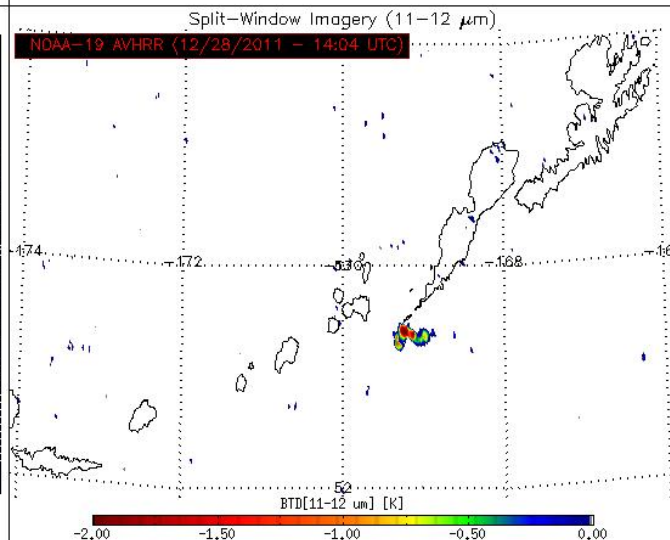 Split-Window Imagery (11-12 μm)
NOAA-19 AVHRR (12/28/2011 - 14:04 UTC)
-174
-172
-168
52
BTD[11-12 um] [K]
-2.00 -1.50 -1.00 -0.50 0.00